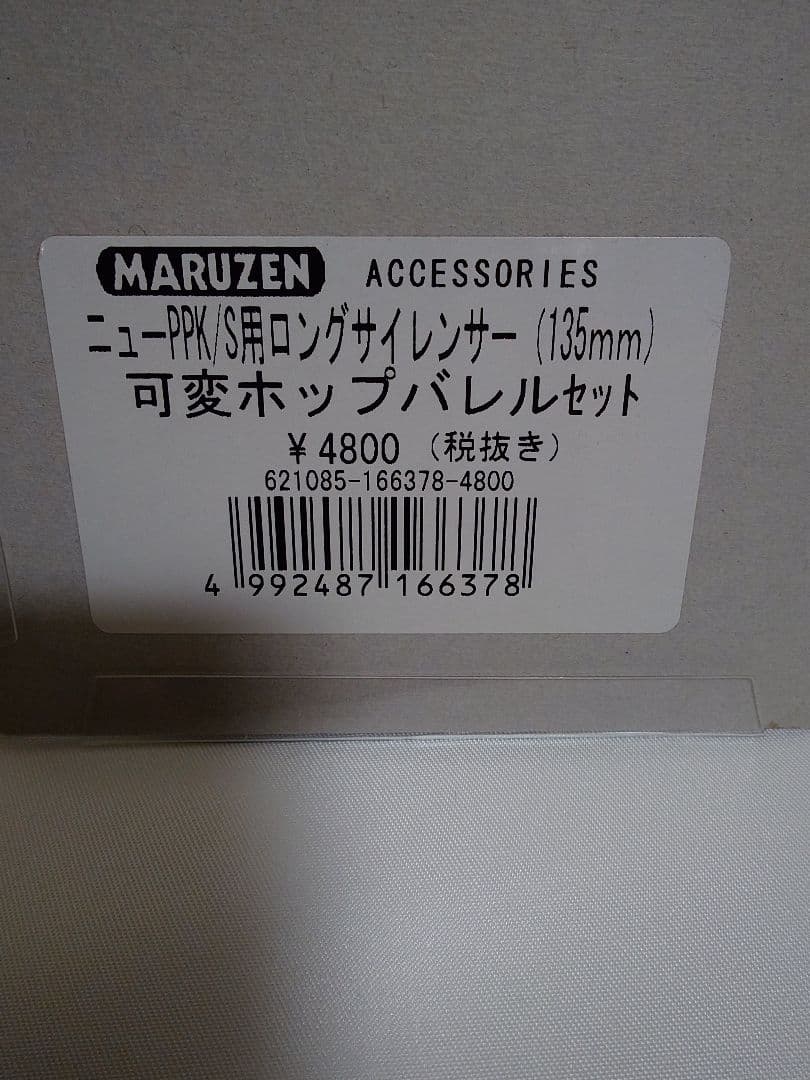 MARUZEN ACCESSORIES
ニューPPK/S用ロングサイレンサー(135mm)
可変ホップバレルセット
¥4800(税抜き)
621085-166378-4800
4 992487 166378